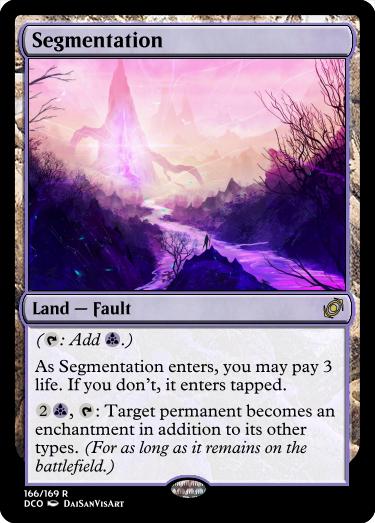 Segmentation
Land — Fault
(: Add .)
As Segmentation enters, you may pay 3
life. If you don't, it enters tapped.
2, : Target permanent becomes an
enchantment in addition to its other
types. (For as long as it remains on the
battlefield.)
166/169 R
DCO DaiSanVisArt